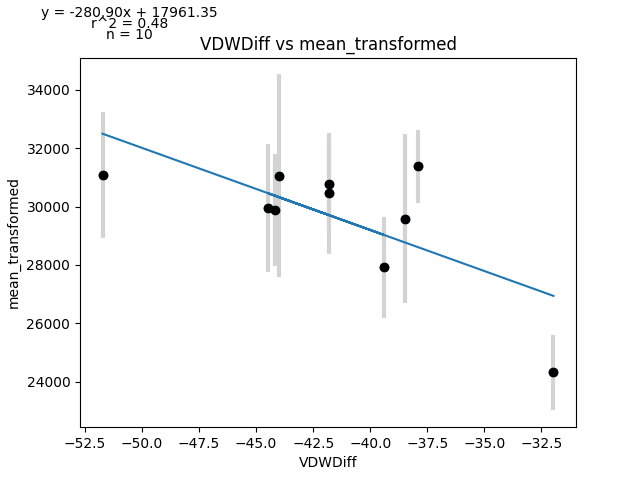 y = -280.90x + 17961.35
r^2 = 0.48
n = 10
VDWDiff vs mean_transformed
mean_transformed
34000
32000
30000
28000
26000
24000
−52.5 −50.0 −47.5 −45.0 −42.5 −40.0 −37.5 −35.0 −32.5
VDWDiff